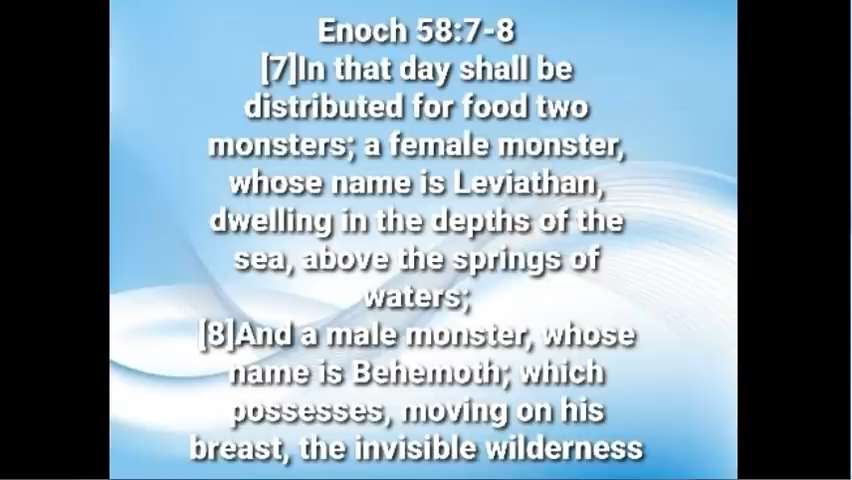 Enoch 58:7-8
[7]In that day shall be
distributed for food two
monsters; a female monster,
whose name is Leviathan,
dwelling in the depths of the
sea, above the springs of
waters;
[8]And a male monster, whose
name is Behemoth; which
possesses, moving on his
breast, the invisible wilderness